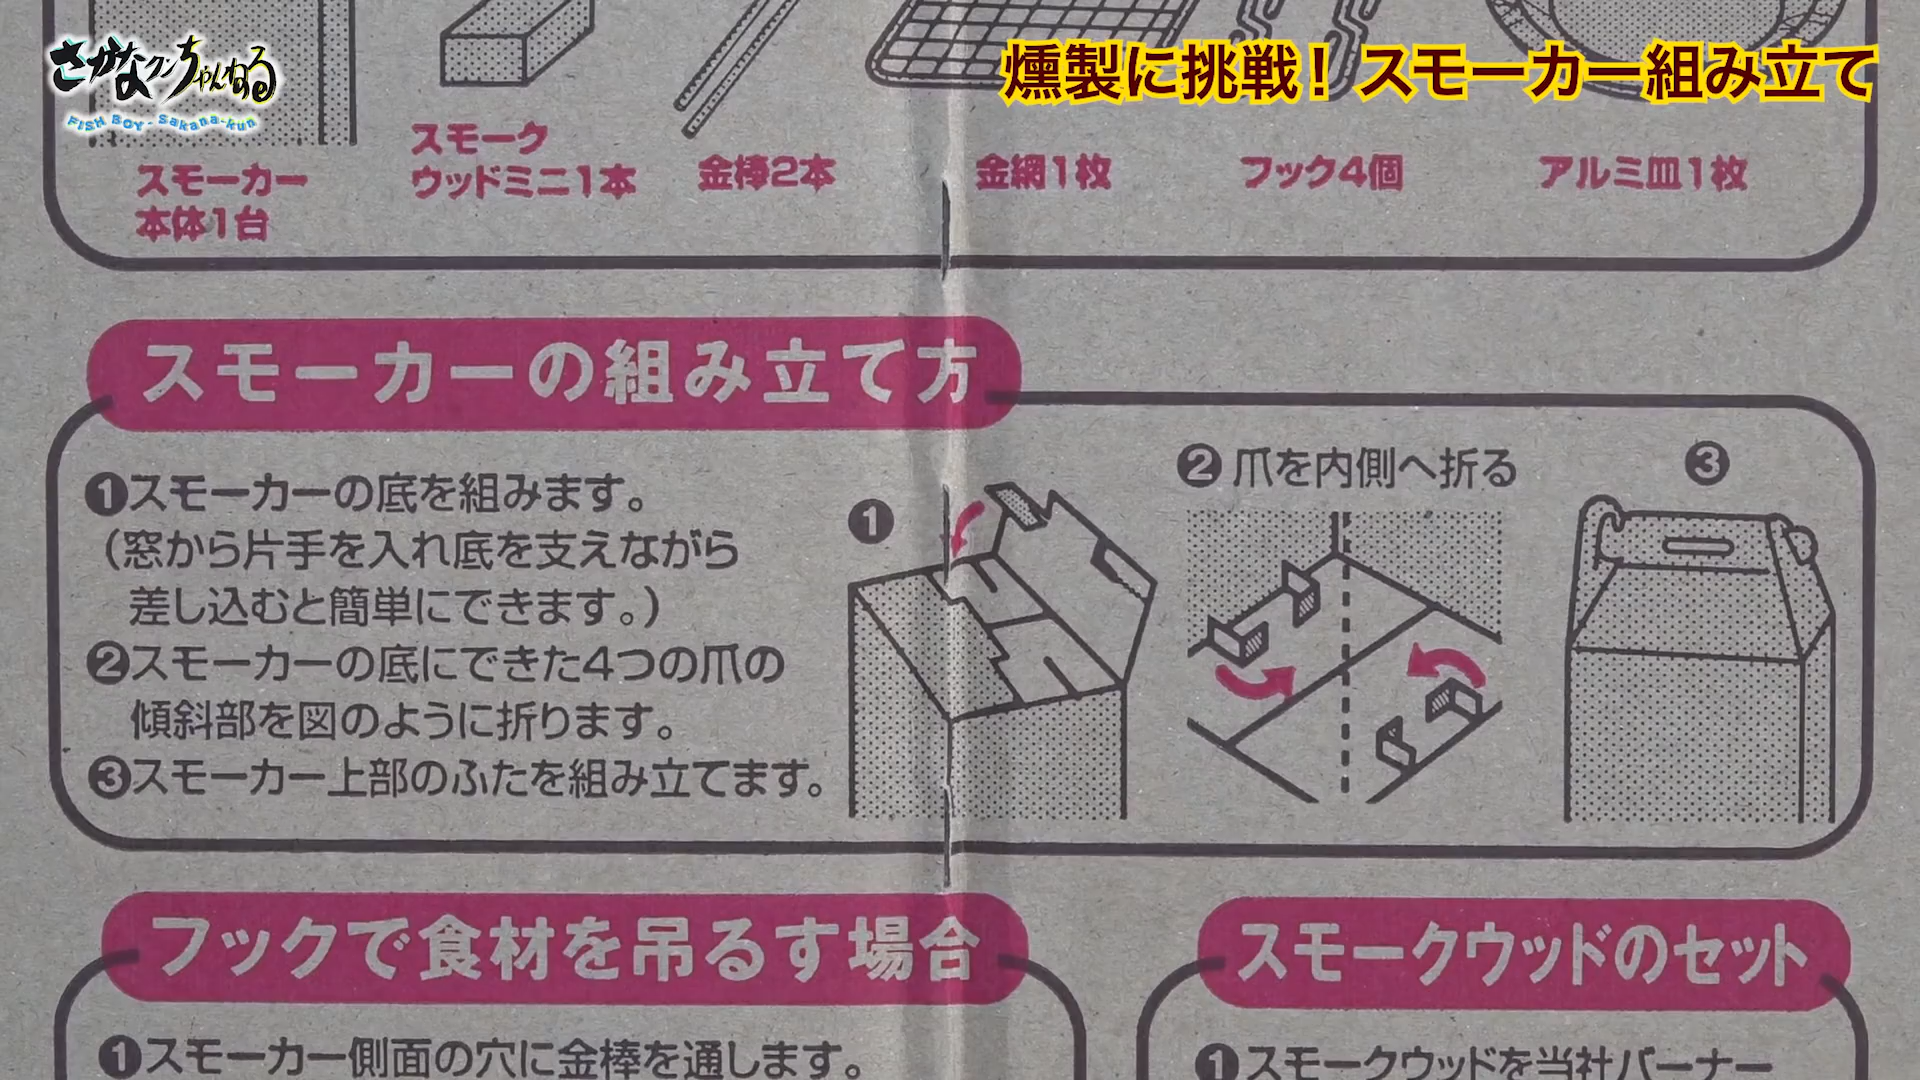 さかなクンちゃんねる
FISH BOY - Sakana-kun
燻製に挑戦! スモーカー組み立て
スモーカー
本体1台
スモーク
ウッドミニ1本
金棒2本
金網1枚
フック4個
アルミ皿1枚
スモーカーの組み立て方
❶スモーカーの底を組みます。
(窓から片手を入れ底を支えながら
差し込むと簡単にできます。)
❷スモーカーの底にできた4つの爪の
傾斜部を図のように折ります。
❸スモーカー上部のふたを組み立てます。
❶
❷ 爪を内側へ折る
❸
フックで食材を吊るす場合
❶スモーカー側面の穴に金棒を通します。
スモークウッドのセット
❶スモークウッドを当社バーナー